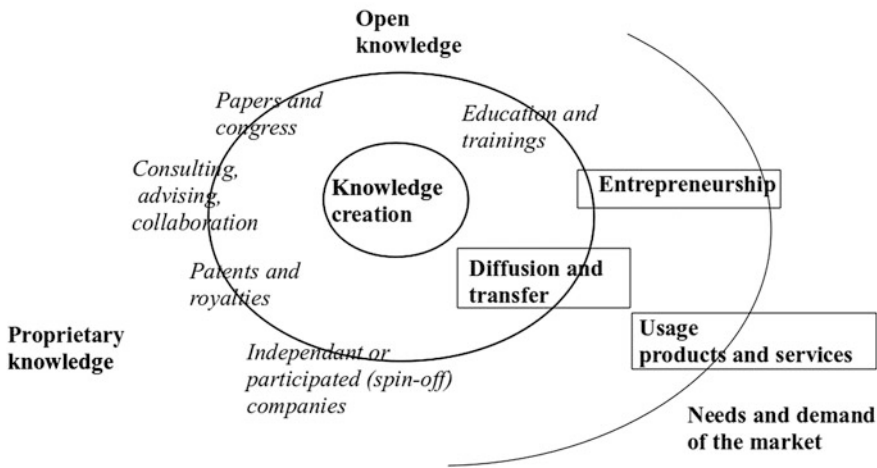 Open
knowledge
Papers and
congress
Education and
trainings
Consulting,
advising,
collaboration
Knowledge
creation
Entrepreneurship
Patents and
royalties
Diffusion and
transfer
Proprietary
knowledge
Usage
products and services
Independant or
participated (spin-off)
companies
Needs and demand
of the market